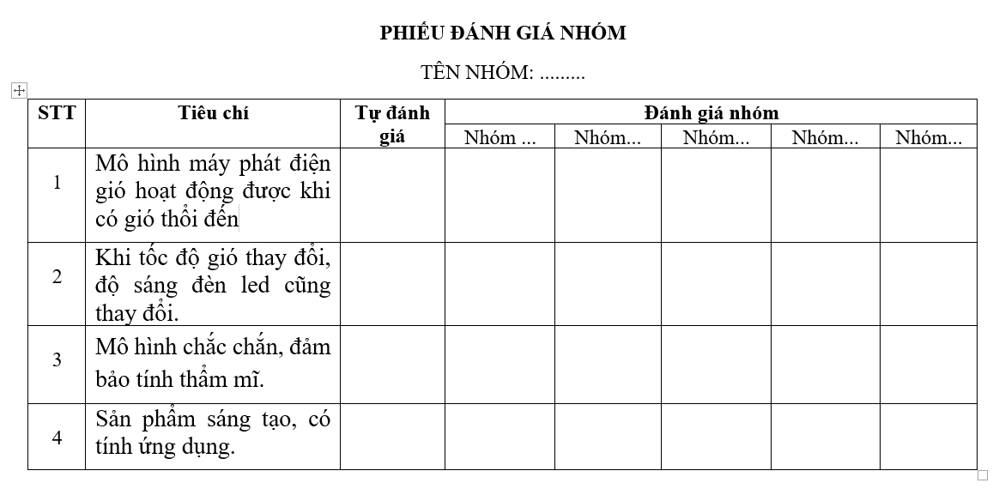 PHIẾU ĐÁNH GIÁ NHÓM
TÊN NHÓM: .........
STT
Tiêu chí
Tự đánh
giá
Đánh giá nhóm
Nhóm ...
Nhóm...
Nhóm...
Nhóm...
Nhóm...
1
Mô hình máy phát điện
gió hoạt động được khi
có gió thổi đến
2
Khi tốc độ gió thay đổi,
độ sáng đèn led cũng
thay đổi.
3
Mô hình chắc chắn, đảm
bảo tính thẩm mĩ.
4
Sản phẩm sáng tạo, có
tính ứng dụng.